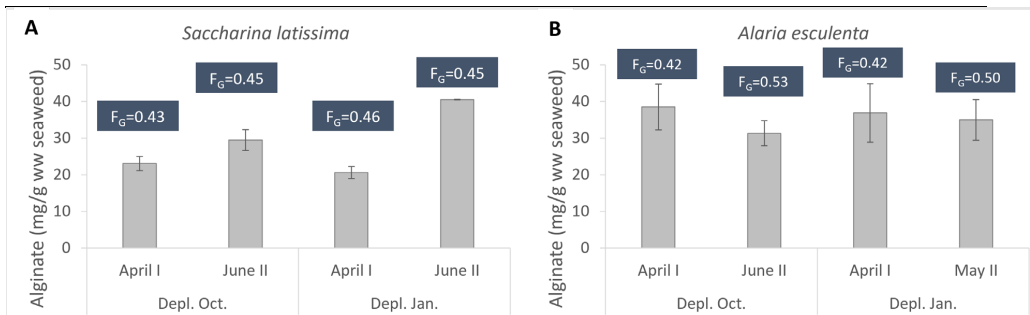 A
Saccharina latissima
Alginate (mg/g ww seaweed)
50
40
30
20
10
0
FG=0.43
FG=0.45
FG=0.46
FG=0.45
April I
June II
April I
June II
Depl. Oct.
Depl. Jan.
B
Alaria esculenta
Alginate (mg/g ww seaweed)
50
40
30
20
10
0
FG=0.42
FG=0.53
FG=0.42
FG=0.50
April I
June II
April I
May II
Depl. Oct.
Depl. Jan.